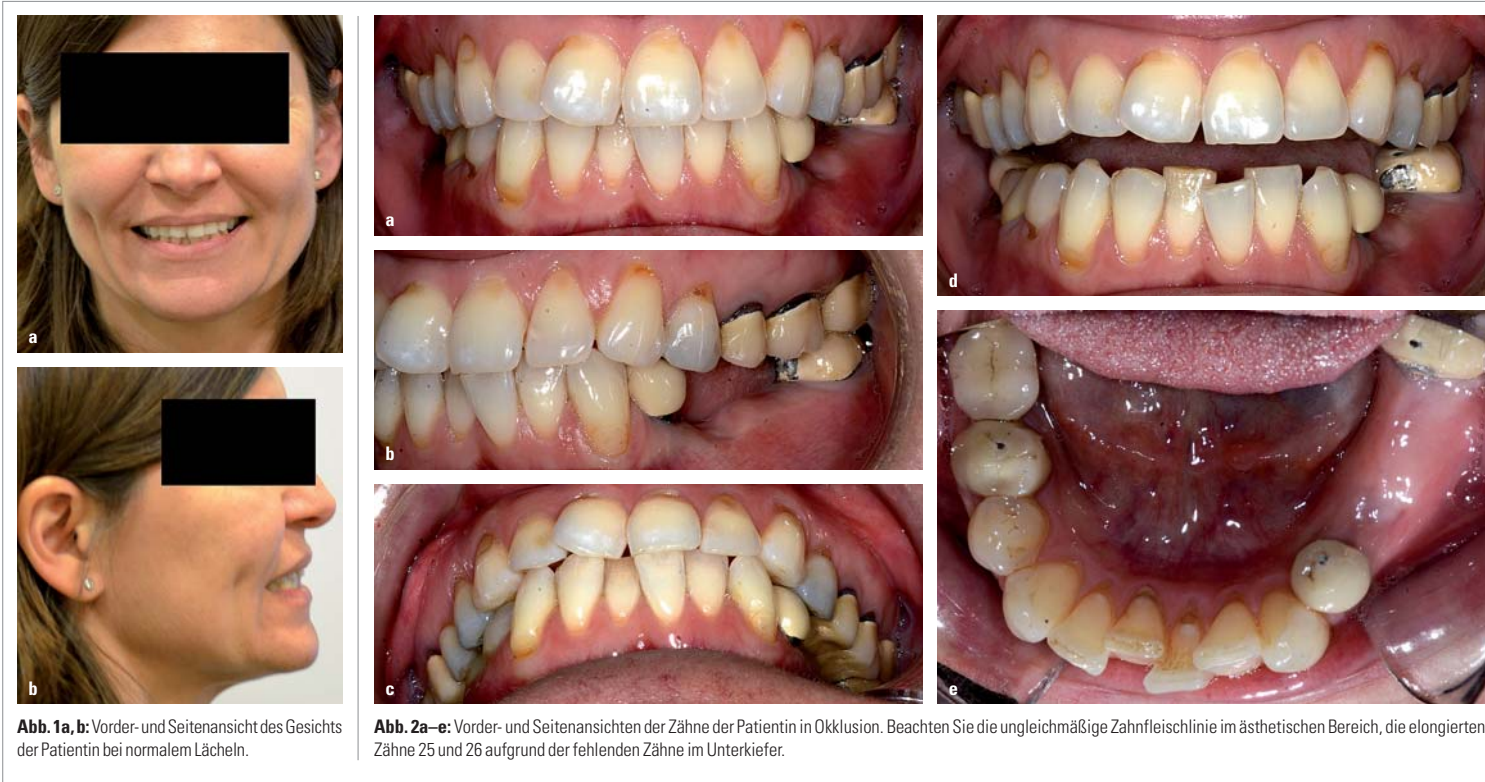 a
b
Abb. 1a, b: Vorder- und Seitenansicht des Gesichts
der Patientin bei normalem Lächeln.
a
b
c
d
e
Abb. 2a–e: Vorder- und Seitenansichten der Zähne der Patientin in Okklusion. Beachten Sie die ungleichmäßige Zahnfleischlinie im ästhetischen Bereich, die elongierten
Zähne 25 und 26 aufgrund der fehlenden Zähne im Unterkiefer.